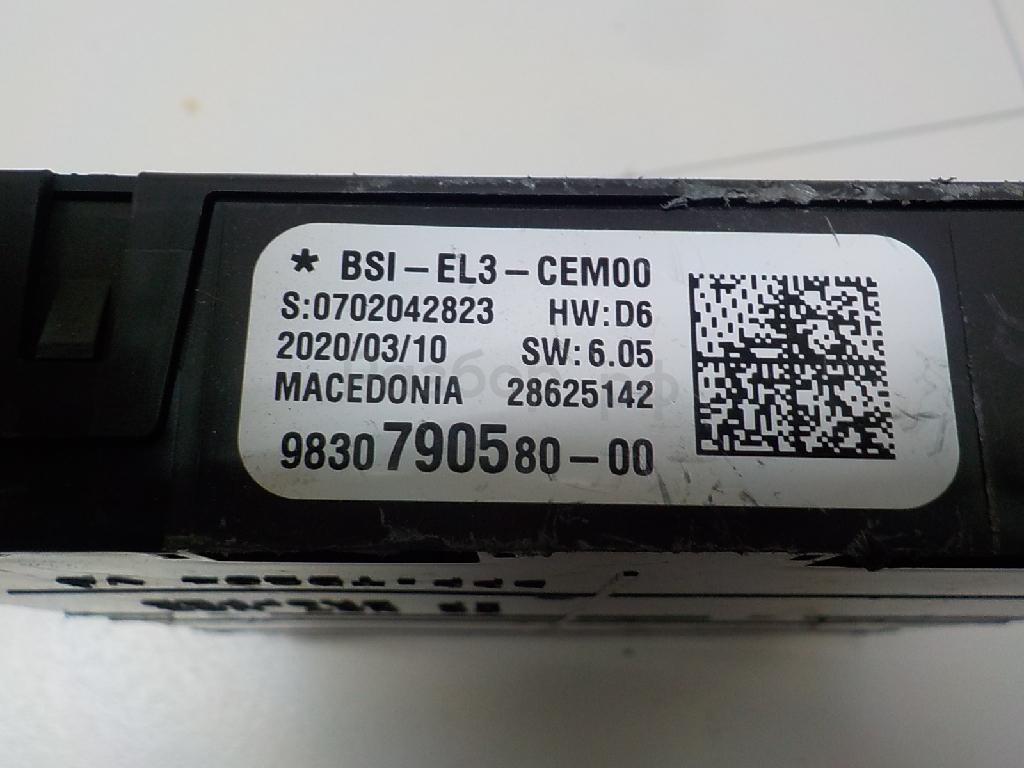 * BSI-EL3-CEM00
S:0702042823 HW:D6
2020/03/10 SW:6.05
MACEDONIA 28625142
9830790580-00